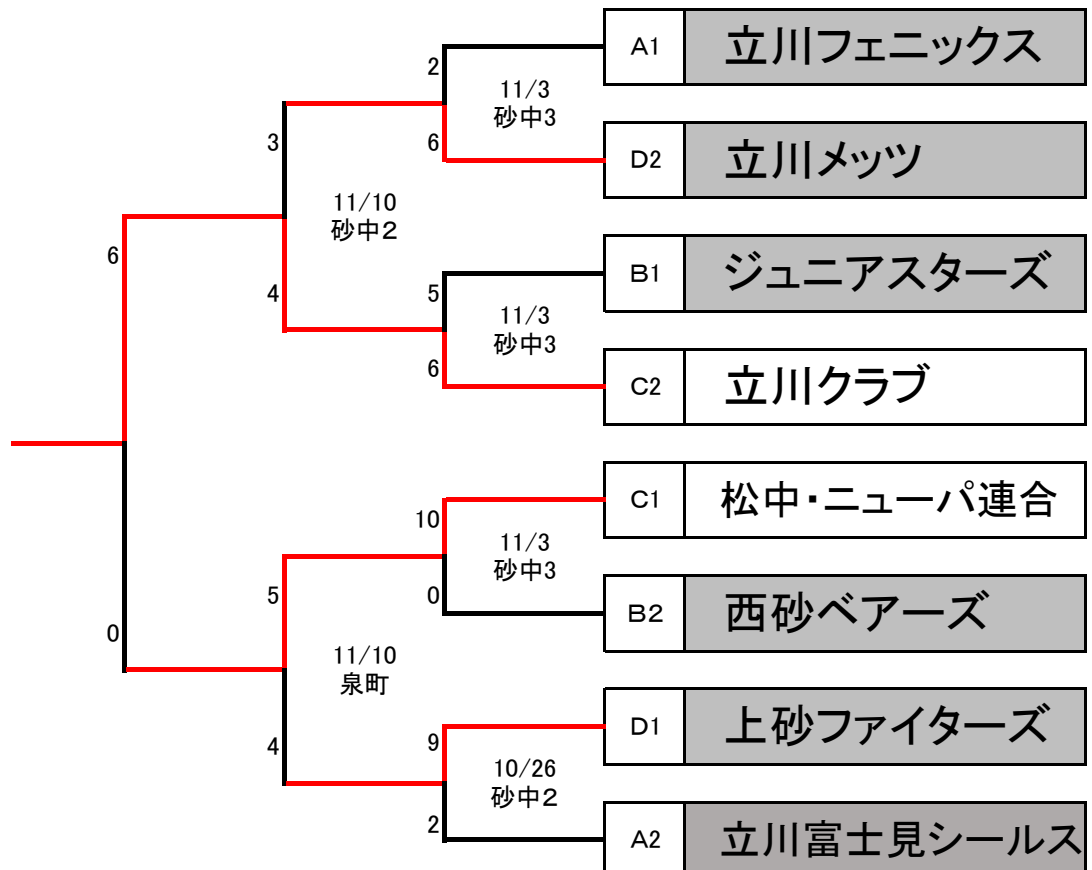 A1 立川フェニックス
2
11/3
砂中3
6
D2 立川メッツ
3
11/10
砂中2
4
B1 ジュニアスターズ
5
11/3
砂中3
6
C2 立川クラブ
6
0
C1 松中・ニューパ連合
10
11/3
砂中3
0
B2 西砂ベアーズ
5
11/10
泉町
4
D1 上砂ファイターズ
9
10/26
砂中2
2
A2 立川富士見シールス